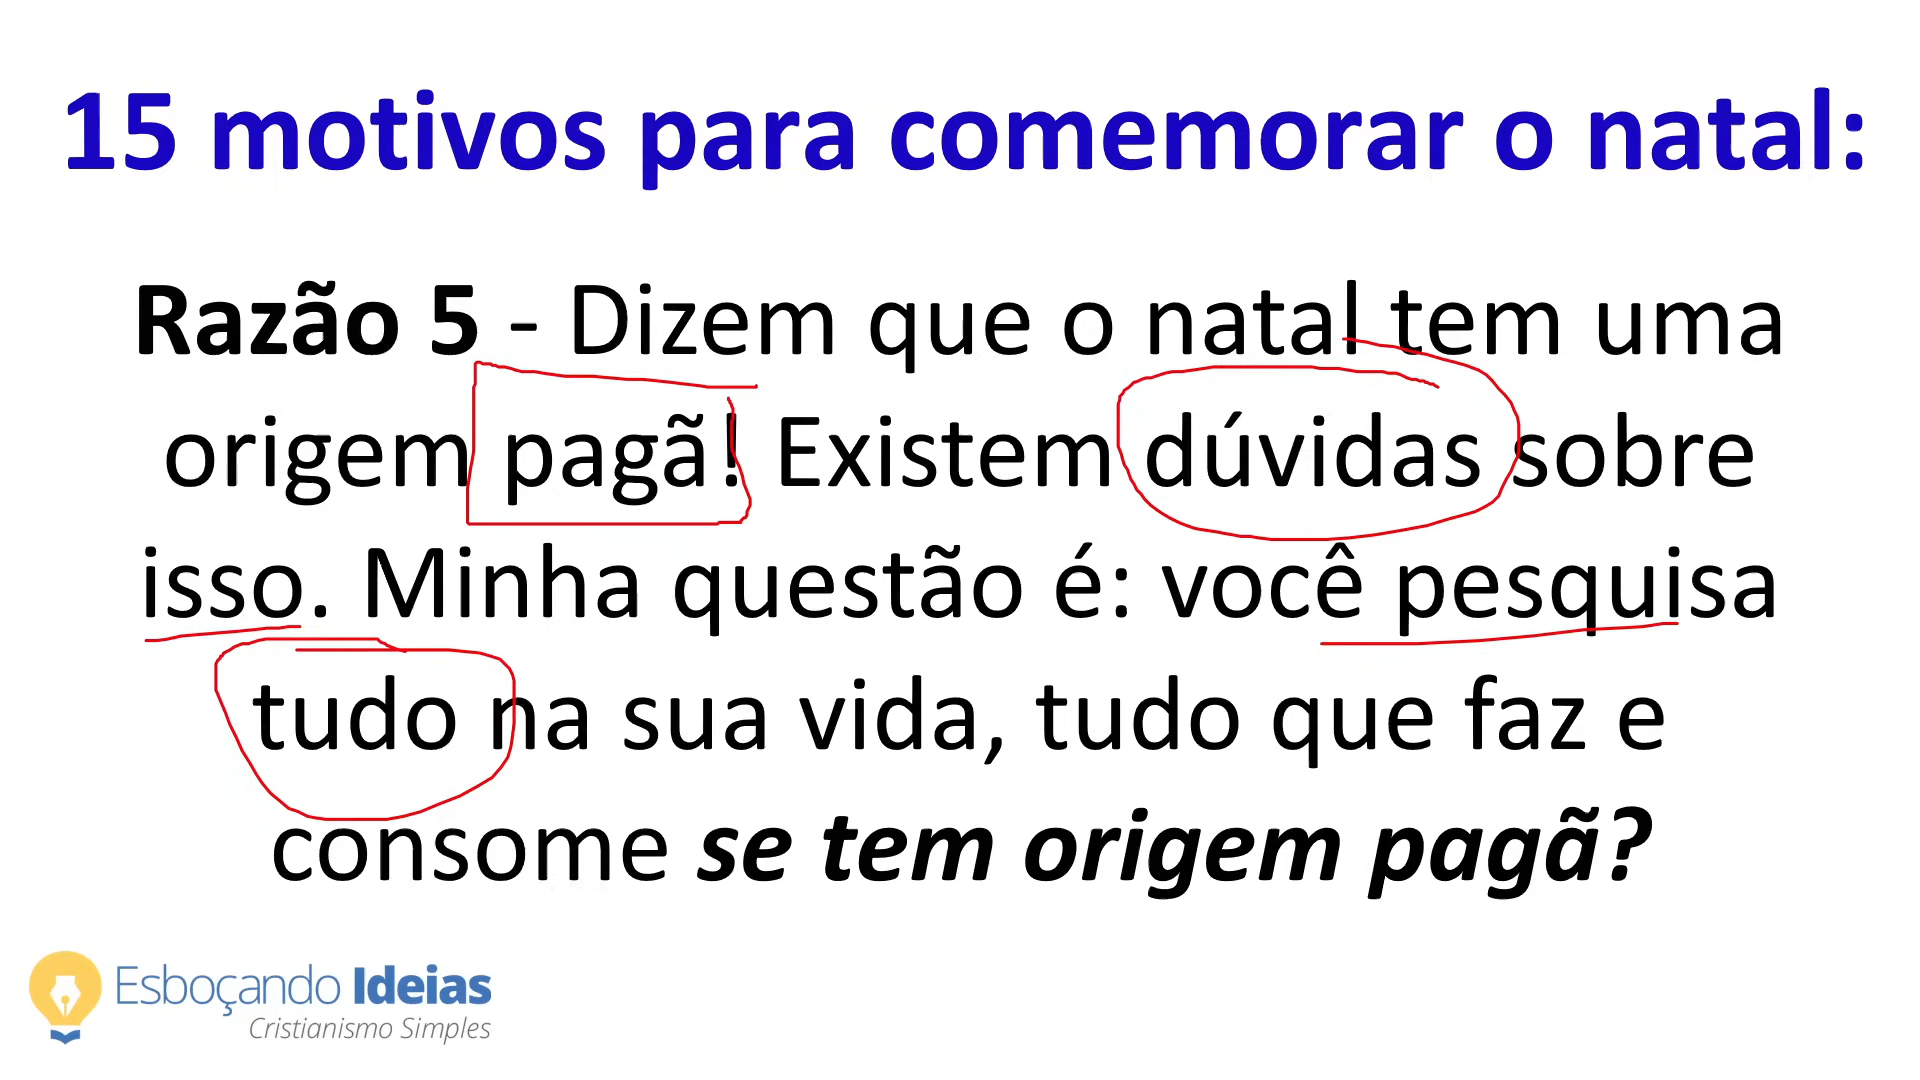 15 motivos para comemorar o natal:
Razão 5 - Dizem que o natal tem uma
origem pagã! Existem dúvidas sobre
isso. Minha questão é: você pesquisa
tudo na sua vida, tudo que faz e
consome se tem origem pagã?
Esboçando Ideias
Cristianismo Simples